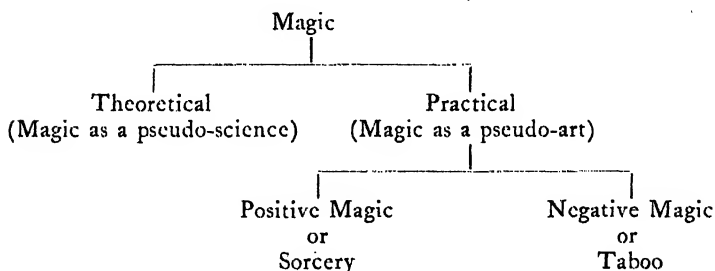 Magic
Theoretical Practical
(Magic as a pseudo-science) (Magic as a pseudo-art)
Positive Magic Negative Magic
or or
Sorcery Taboo